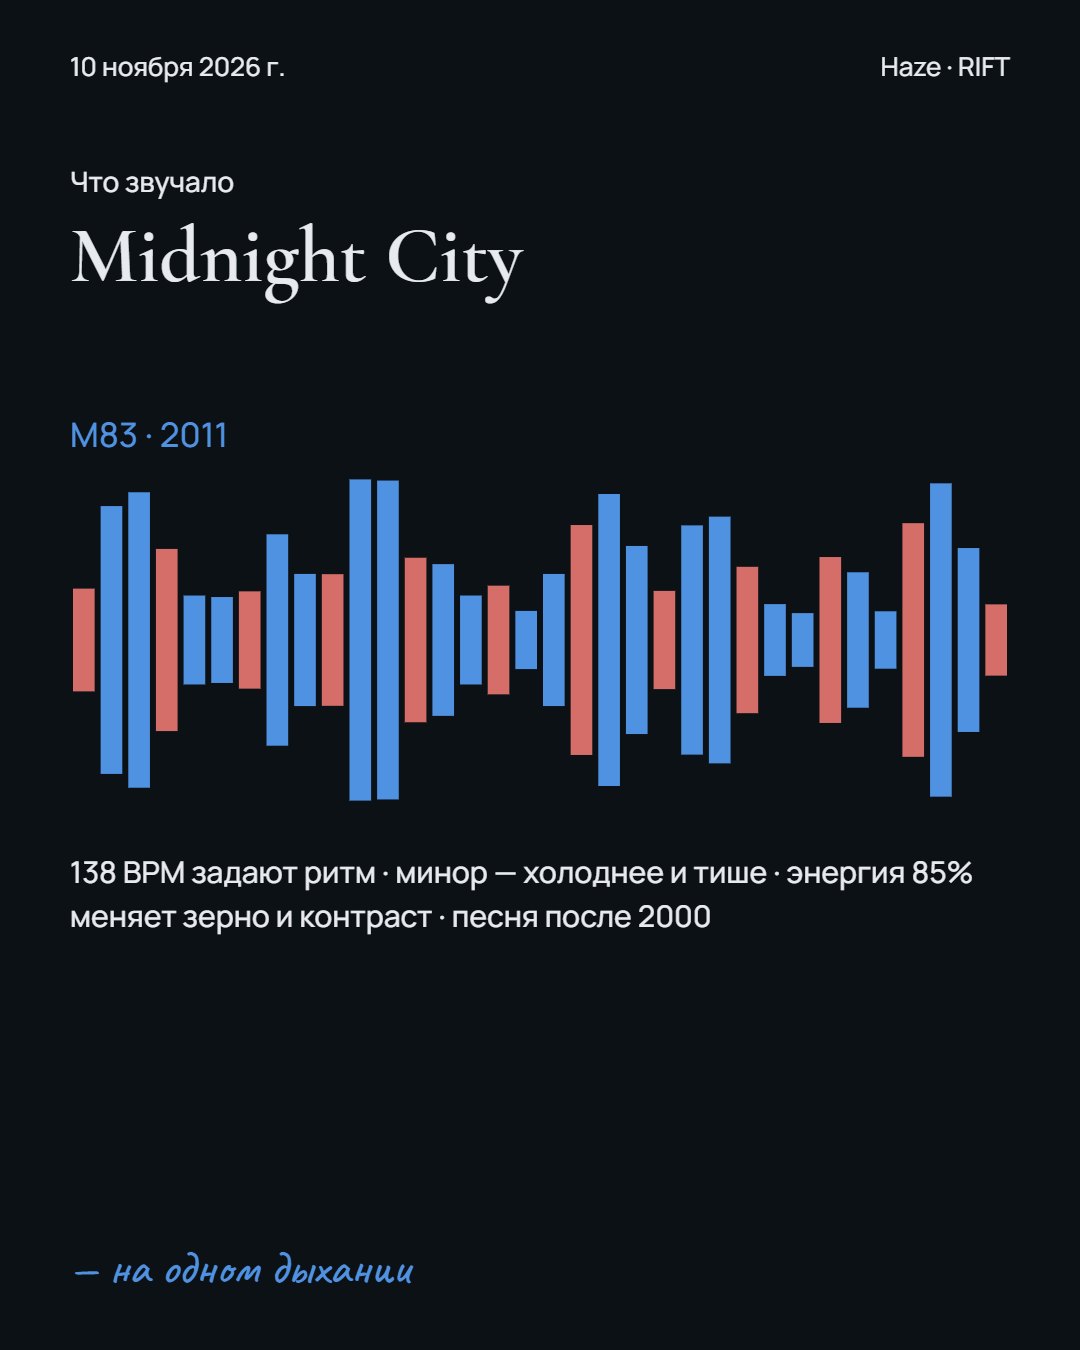 10 ноября 2026 г.
Haze · RIFT
Что звучало
Midnight City
M83 · 2011
138 BPM задают ритм · минор — холоднее и тише · энергия 85%
меняет зерно и контраст · песня после 2000
— на одном дыхании